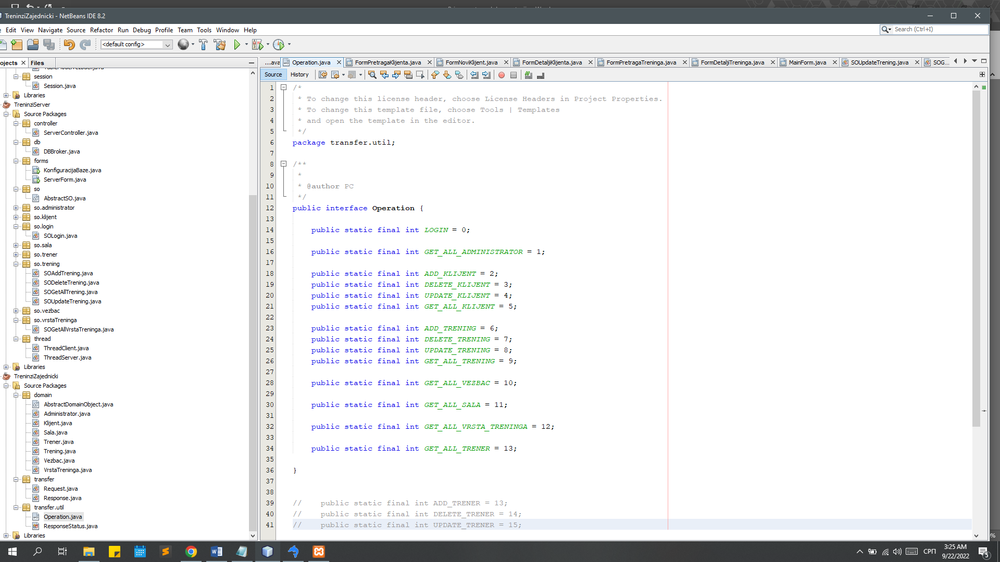 TreninziZajednicki - NetBeans IDE 8.2
Edit View Navigate Source Refactor Run Debug Profile Team Tools Window Help
Search (Ctrl+I)
<default config>
ojects Files
...ava Operation.java FormPretragaKlijenta.java FormNoviKlijent.java FormDetaljiKlijenta.java FormPretragaTreninga.java FormDetaljiTreninga.java MainForm.java SOUpdateTrening.java SOG...
Source History
session
Session.java
Libraries
TreninziServer
Source Packages
controller
ServerController.java
db
DBBroker.java
forms
KonfiguracijaBaze.java
ServerForm.java
so
AbstractSO.java
so.administrator
so.klijent
so.login
SOLogin.java
so.sala
so.trener
so.trening
SOAddTrening.java
SODeleteTrening.java
SOGetAllTrening.java
SOUpdateTrening.java
so.vezbac
so.vrstaTreninga
SOGetAllVrstaTreninga.java
thread
ThreadClient.java
ThreadServer.java
Libraries
TreninziZajednicki
Source Packages
domain
AbstractDomainObject.java
Administrator.java
Klijent.java
Sala.java
Trener.java
Trening.java
Vezbac.java
VrstaTreninga.java
transfer
Request.java
Response.java
transfer.util
Operation.java
ResponseStatus.java
Libraries
1 /*
2 * To change this license header, choose License Headers in Project Properties.
3 * To change this template file, choose Tools | Templates
4 * and open the template in the editor.
5 */
6 package transfer.util;
7
8 /**
9 *
10 * @author PC
11 */
12 public interface Operation {
13
14 public static final int LOGIN = 0;
15
16 public static final int GET_ALL_ADMINISTRATOR = 1;
17
18 public static final int ADD_KLIJENT = 2;
19 public static final int DELETE_KLIJENT = 3;
20 public static final int UPDATE_KLIJENT = 4;
21 public static final int GET_ALL_KLIJENT = 5;
22
23 public static final int ADD_TRENING = 6;
24 public static final int DELETE_TRENING = 7;
25 public static final int UPDATE_TRENING = 8;
26 public static final int GET_ALL_TRENING = 9;
27
28 public static final int GET_ALL_VEZBAC = 10;
29
30 public static final int GET_ALL_SALA = 11;
31
32 public static final int GET_ALL_VRSTA_TRENINGA = 12;
33
34 public static final int GET_ALL_TRENER = 13;
35
36 }
37
38
39 // public static final int ADD_TRENER = 13;
40 // public static final int DELETE_TRENER = 14;
41 // public static final int UPDATE_TRENER = 15;
%
СРП
3:25 AM
9/22/2022
5